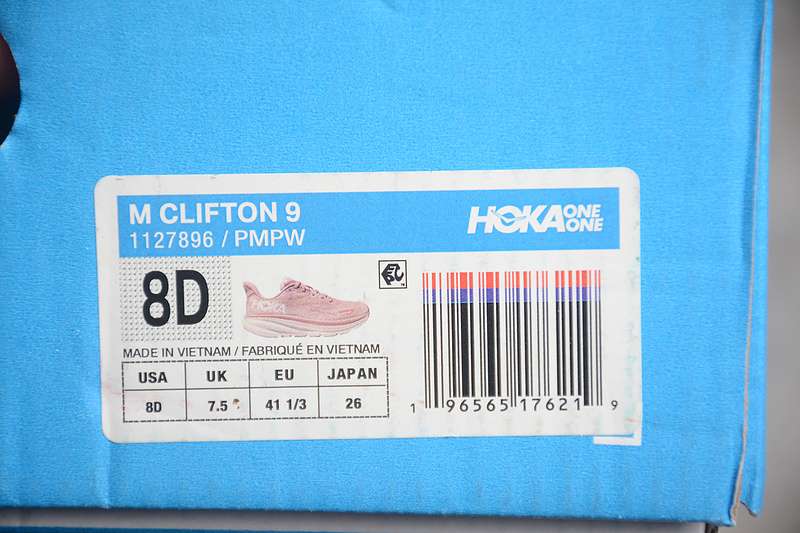 M CLIFTON 9
1127896 / PMPW
HOKA ONE ONE
8D
HOKA
MADE IN VIETNAM / FABRIQUÉ EN VIETNAM
USA UK EU JAPAN
8D 7.5 41 1/3 26
1 96565 17621 9